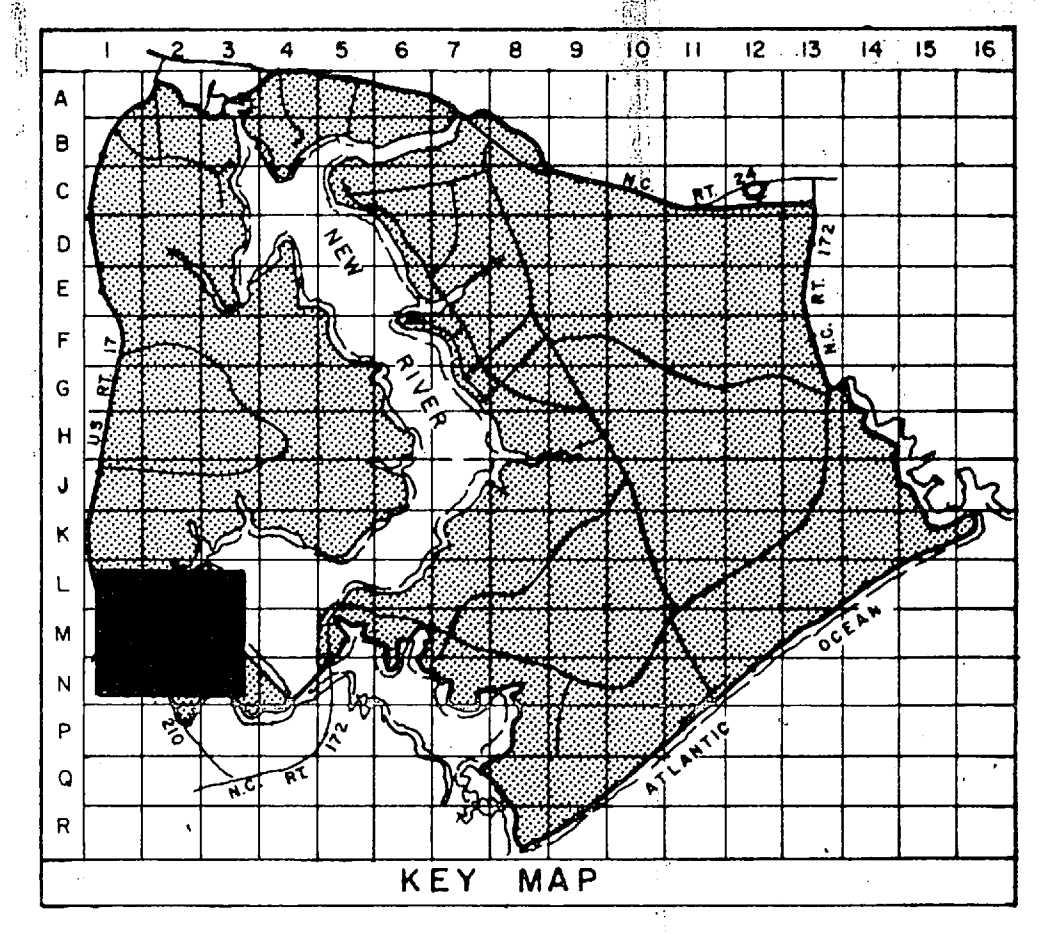 1 2 3 4 5 6 7 8 9 10 11 12 13 14 15 16
A
B
C
D
E
F
G
H
J
K
L
M
N
P
Q
R
N.C. RT. 24
N.C. RT. 172
NEW RIVER
US RT. 17
OCEAN
ATLANTIC
210
N.C. RT. 172
KEY MAP